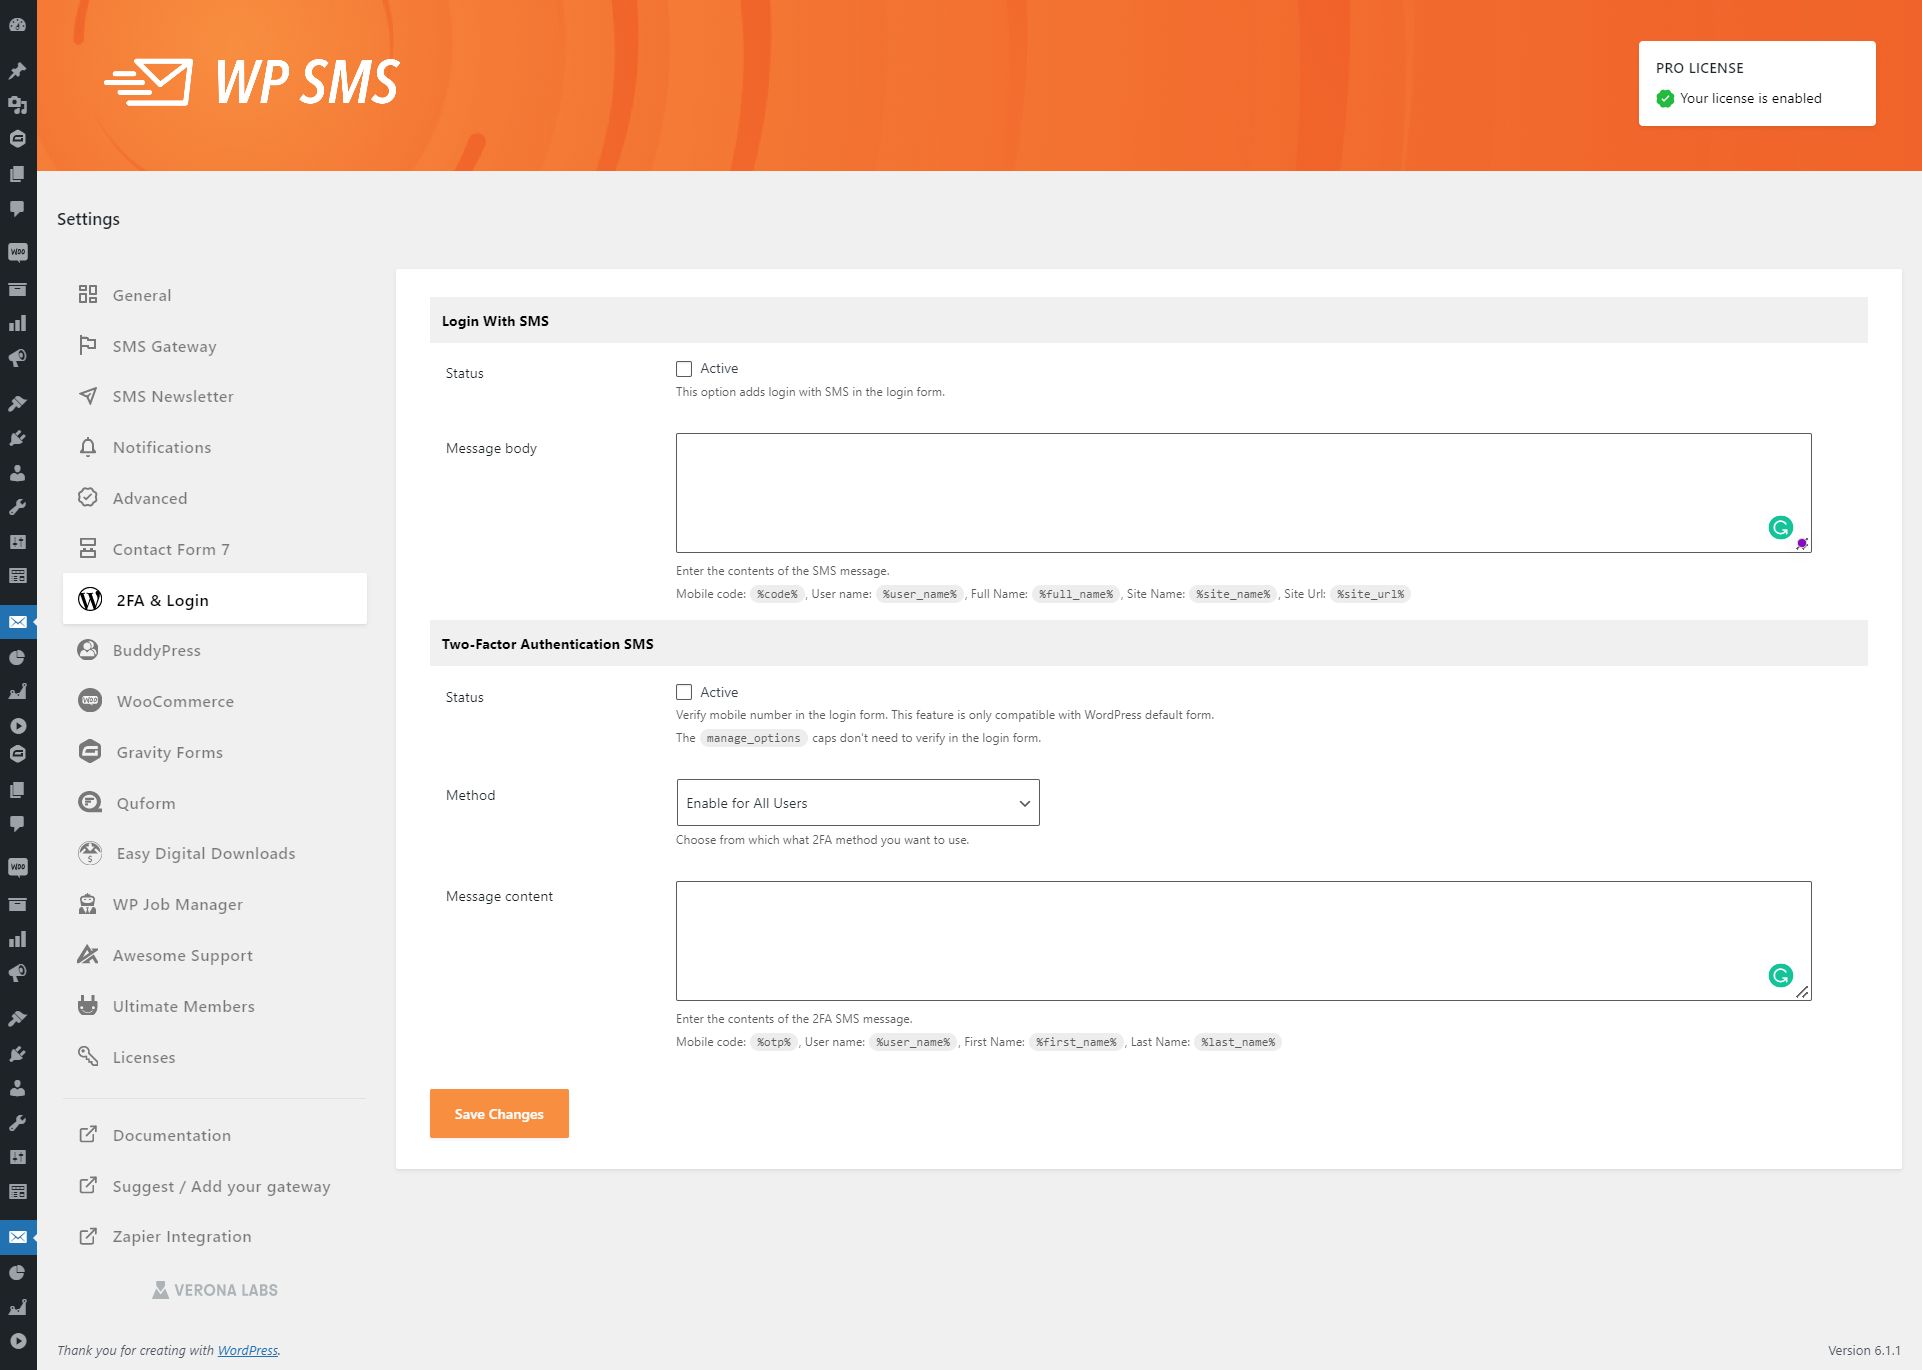 WP SMS
PRO LICENSE
Your license is enabled
Settings
General
SMS Gateway
SMS Newsletter
Notifications
Advanced
Contact Form 7
2FA & Login
BuddyPress
WooCommerce
Gravity Forms
Quform
Easy Digital Downloads
WP Job Manager
Awesome Support
Ultimate Members
Licenses
Documentation
Suggest / Add your gateway
Zapier Integration
VERONA LABS
Login With SMS
Status
Active
This option adds login with SMS in the login form.
Message body
Enter the contents of the SMS message.
Mobile code: %code%, User name: %user_name%, Full Name: %full_name%, Site Name: %site_name%, Site Url: %site_url%
Two-Factor Authentication SMS
Status
Active
Verify mobile number in the login form. This feature is only compatible with WordPress default form.
The manage_options caps don't need to verify in the login form.
Method
Enable for All Users
Choose from which what 2FA method you want to use.
Message content
Enter the contents of the 2FA SMS message.
Mobile code: %otp%, User name: %user_name%, First Name: %first_name%, Last Name: %last_name%
Save Changes
Thank you for creating with WordPress.
Version 6.1.1